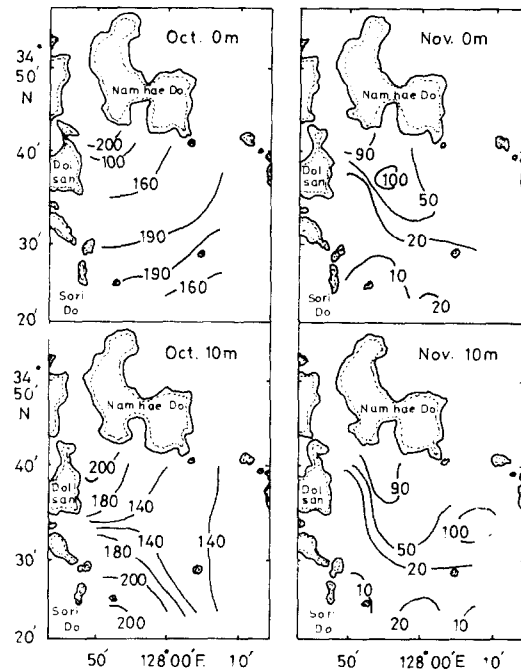 Oct. 0m
34°
50'
N
Nam hae Do
200
100
40'
Dol
san
160
190
30'
190
160
Sori
Do
20'
Nov. 0m
Nam hae Do
90
100
Dol
san
50
20
10
Sori
Do
20
Oct. 10m
34°
50'
N
Nam hae Do
40'
200
Dol
san
180
140
180
140
140
30'
200
Sori
Do
200
20'
50'
128°00'E.
10'
Nov. 10m
Nam hae Do
Dol
san
90
100
50
20
10
Sori
Do
20
10
50'
128°00'E
10'